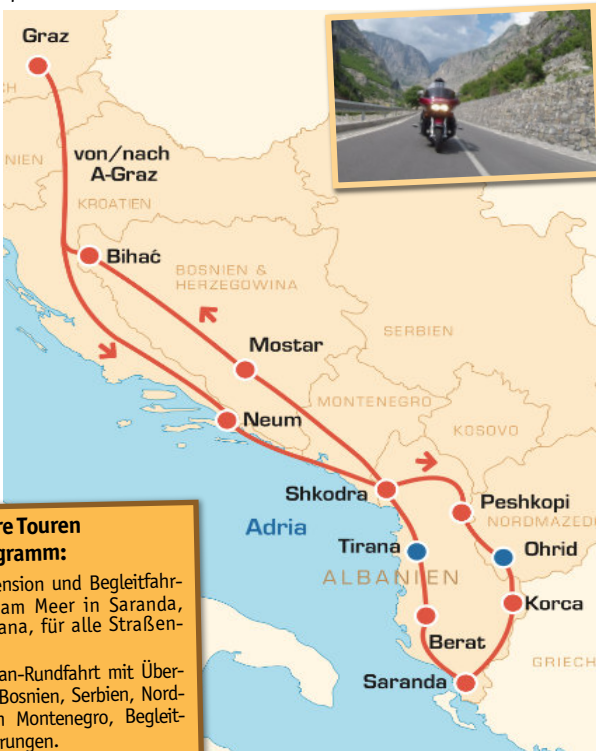 Graz
CH
von/nach
A-Graz
NIEN
KROATIEN
Bihać
BOSNIEN &
HERZEGOWINA
SERBIEN
Mostar
MONTENEGRO
Neum
KOSOVO
Shkodra
Peshkopi
NORDMAZEDO
Adria
Tirana
Ohrid
ALBANIEN
Korca
Berat
GRIECH
Saranda
re Touren
gramm:
ension und Begleitfahr-
am Meer in Saranda,
ana, für alle Straßen-
an-Rundfahrt mit Über-
Bosnien, Serbien, Nord-
n Montenegro, Begleit-
rungen.